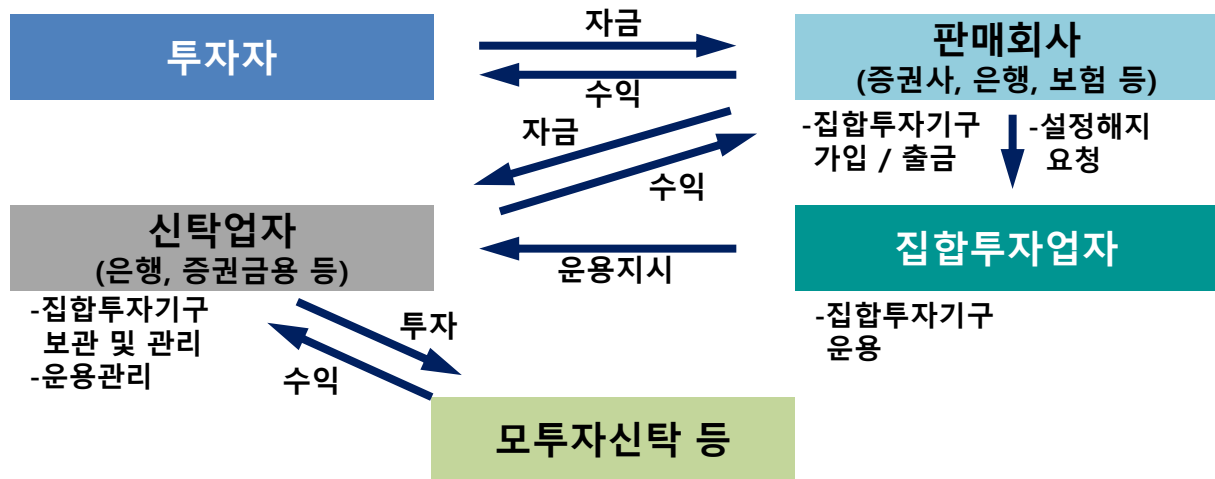 투자자
자금
수익
판매회사
(증권사, 은행, 보험 등)
-집합투자기구
가입 / 출금
-설정해지
요청
자금
수익
신탁업자
(은행, 증권금용 등)
운용지시
집합투자업자
-집합투자기구
보관 및 관리
-운용관리
투자
수익
-집합투자기구
운용
모투자신탁 등